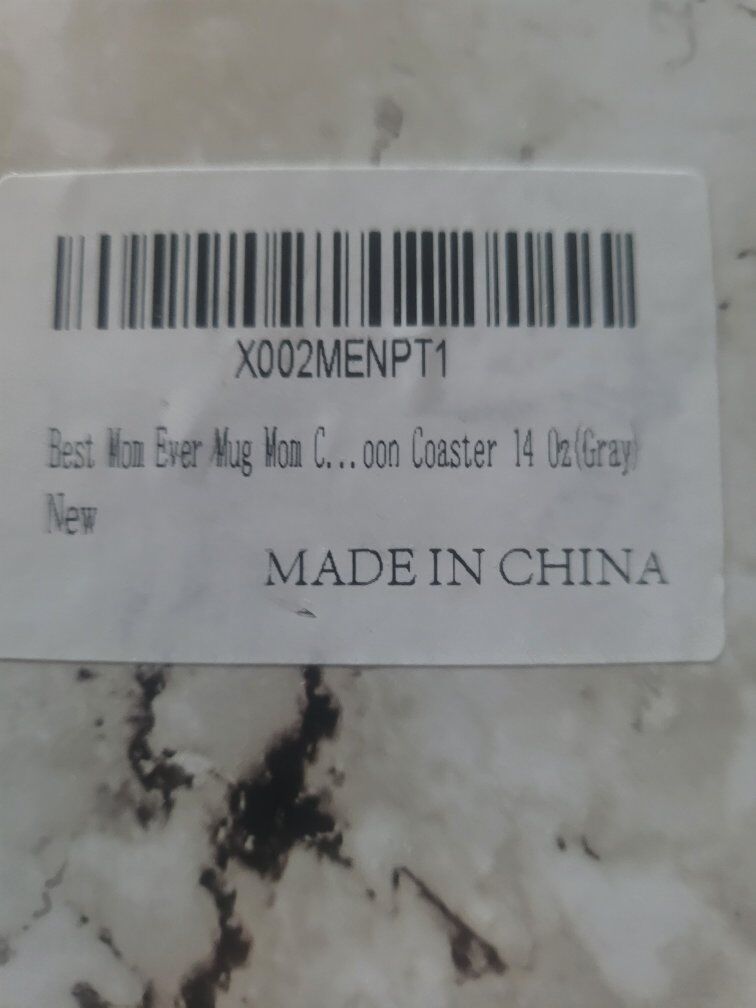 X002MENPT1
Best Mom Ever Mug Mom C...oon Coaster 14 Oz(Gray)
New
MADE IN CHINA